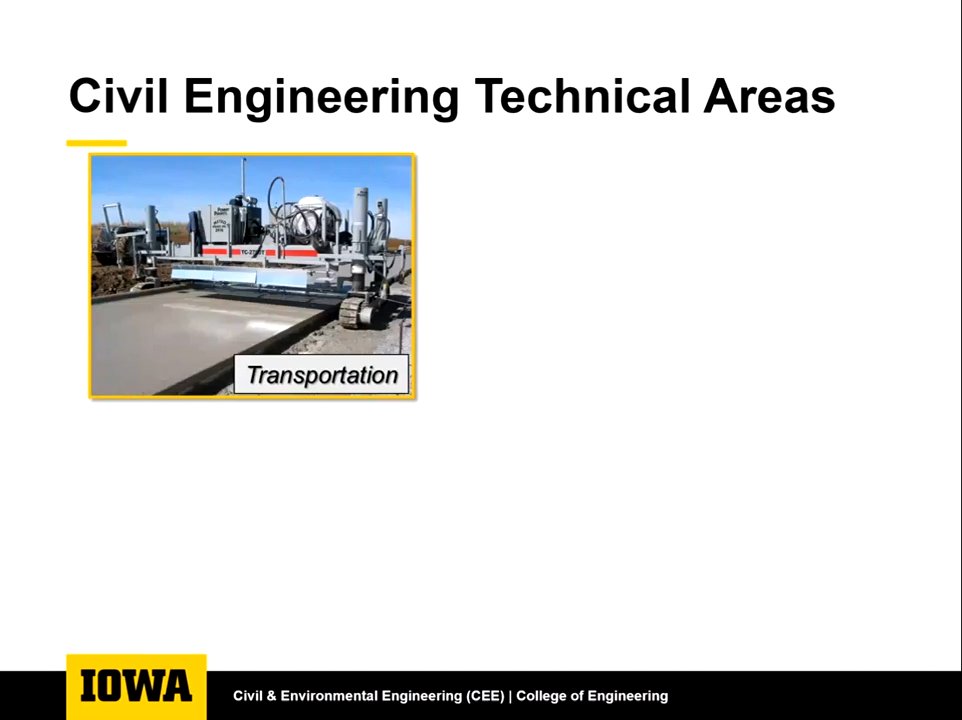 Civil Engineering Technical Areas
Transportation
IOWA
Civil & Environmental Engineering (CEE) | College of Engineering